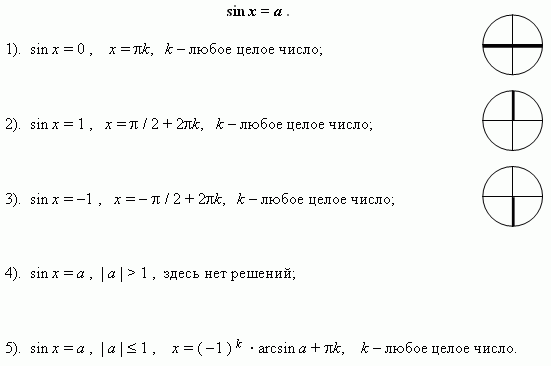 sin x = a .
1). sin x = 0 , x = πk, k – любое целое число;
2). sin x = 1 , x = π / 2 + 2πk, k – любое целое число;
3). sin x = –1 , x = – π / 2 + 2πk, k – любое целое число;
4). sin x = a , | a | > 1 , здесь нет решений;
5). sin x = a , | a | ≤ 1 , x = ( –1 )ᵏ · arcsin a + πk, k – любое целое число.